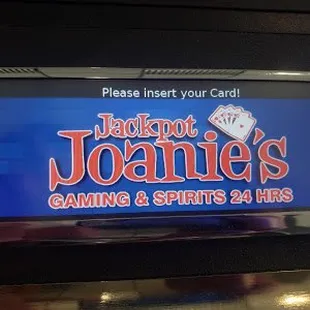 Please insert your Card!
Jackpot
Joanie's
GAMING & SPIRITS 24 HRS